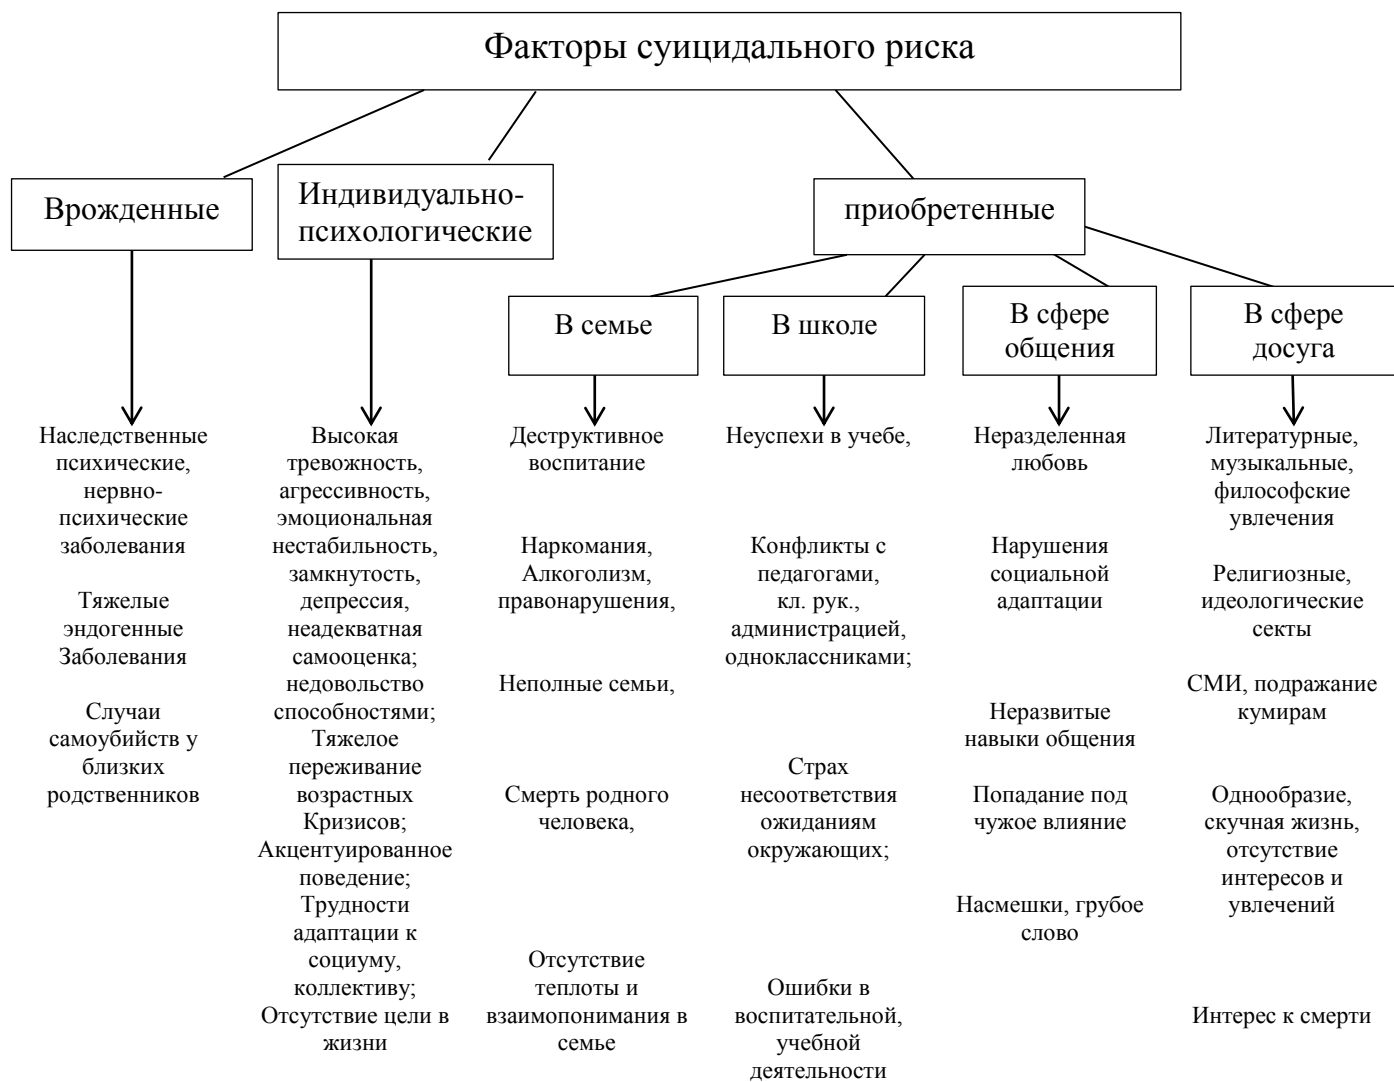 Факторы суицидального риска
Врожденные
Индивидуально-
психологические
приобретенные
В семье
В школе
В сфере
общения
В сфере
досуга
Наследственные
психические,
нервно-
психические
заболевания
Тяжелые
эндогенные
Заболевания
Случаи
самоубийств у
близких
родственников
Высокая
тревожность,
агрессивность,
эмоциональная
нестабильность,
замкнутость,
депрессия,
неадекватная
самооценка;
недовольство
способностями;
Тяжелое
переживание
возрастных
Кризисов;
Акцентуированное
поведение;
Трудности
адаптации к
социуму,
коллективу;
Отсутствие цели в
жизни
Деструктивное
воспитание
Наркомания,
Алкоголизм,
правонарушения,
Неполные семьи,
Смерть родного
человека,
Отсутствие
теплоты и
взаимопонимания в
семье
Неуспехи в учебе,
Конфликты с
педагогами,
кл. рук.,
администрацией,
одноклассниками;
Страх
несоответствия
ожиданиям
окружающих;
Ошибки в
воспитательной,
учебной
деятельности
Неразделенная
любовь
Нарушения
социальной
адаптации
Неразвитые
навыки общения
Попадание под
чужое влияние
Насмешки, грубое
слово
Литературные,
музыкальные,
философские
увлечения
Религиозные,
идеологические
секты
СМИ, подражание
кумирам
Однообразие,
скучная жизнь,
отсутствие
интересов и
увлечений
Интерес к смерти